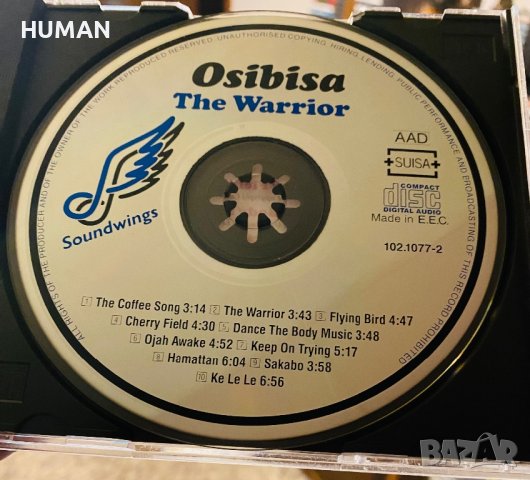 HUMAN
ALL RIGHTS OF THE PRODUCER AND OF THE OWNER OF THE WORK REPRODUCED RESERVED. UNAUTHORISED COPYING, HIRING, LENDING, PUBLIC PERFORMANCE AND BROADCASTING OF THIS RECORD PROHIBITED
Osibisa
The Warrior
Soundwings
AAD
SUISA
COMPACT
disc
DIGITAL AUDIO
Made in E.E.C.
102.1077-2
1 The Coffee Song 3:14 2 The Warrior 3:43 3 Flying Bird 4:47
4 Cherry Field 4:30 5 Dance The Body Music 3:48
6 Ojah Awake 4:52 7 Keep On Trying 5:17
8 Hamattan 6:04 9 Sakabo 3:58
10 Ke Le Le 6:56
BAZAR